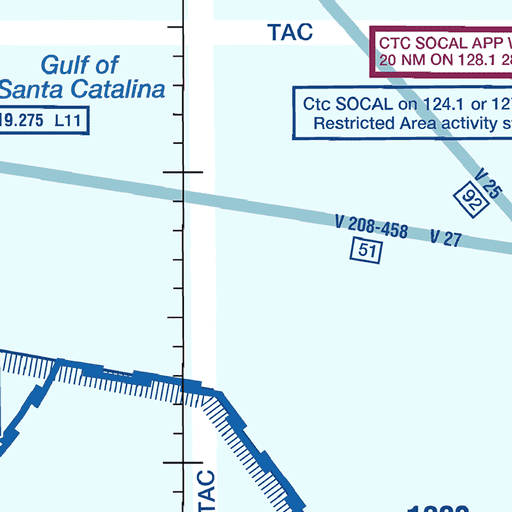 TAC
CTC SOCAL APP
20 NM ON 128.1
Gulf of
Santa Catalina
Ctc SOCAL on 124.1 or
Restricted Area activity
19.275 L11
V 25
92
V 208-458 V 27
51
TAC